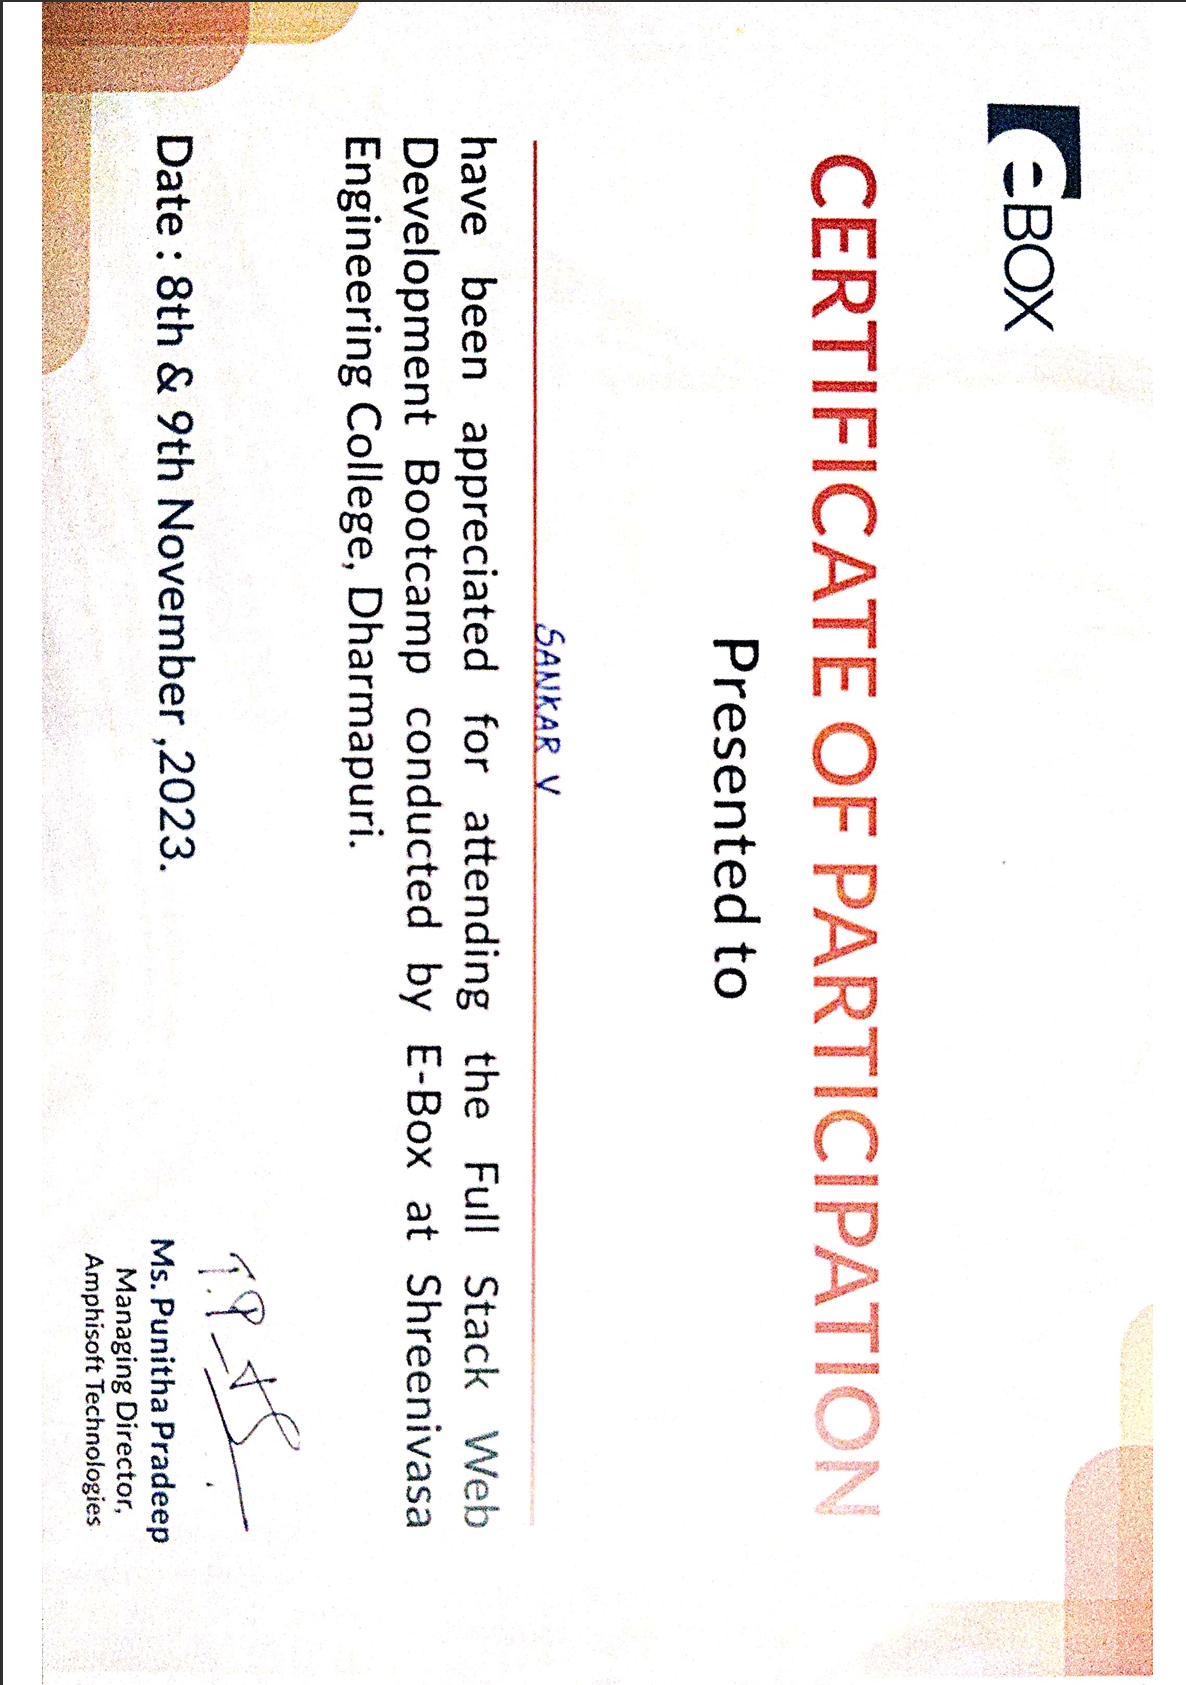 eBOX
CERTIFICATE OF PARTICIPATION
Presented to
SANKAR V
have been appreciated for attending the Full Stack Web
Development Bootcamp conducted by E-Box at Shreenivasa
Engineering College, Dharmapuri.
Date : 8th & 9th November ,2023.
Ms. Punitha Pradeep
Managing Director,
Amphisoft Technologies